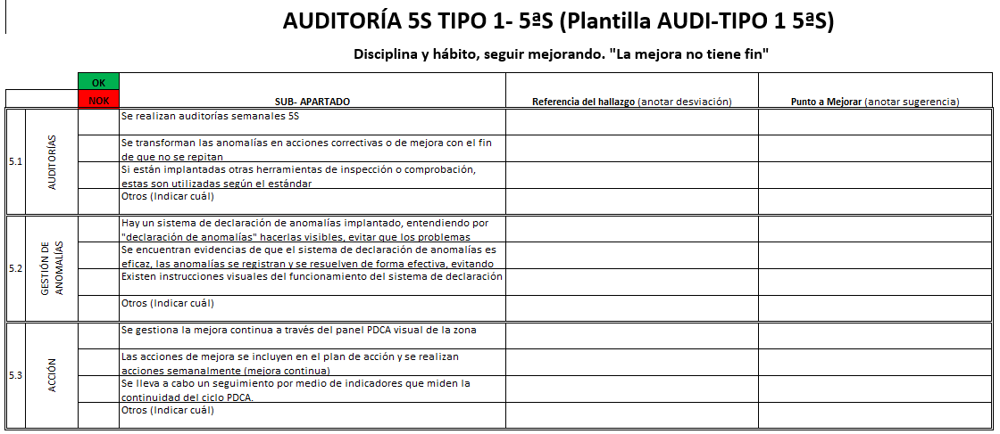 AUDITORÍA 5S TIPO 1- 5ªS (Plantilla AUDI-TIPO 1 5ªS)
Disciplina y hábito, seguir mejorando. "La mejora no tiene fin"
OK
NOK
SUB- APARTADO
Referencia del hallazgo (anotar desviación)
Punto a Mejorar (anotar sugerencia)
5.1
AUDITORÍAS
Se realizan auditorías semanales 5S
Se transforman las anomalías en acciones correctivas o de mejora con el fin
de que no se repitan
Si están implantadas otras herramientas de inspección o comprobación,
estas son utilizadas según el estándar
Otros (Indicar cuál)
5.2
GESTIÓN DE
ANOMALÍAS
Hay un sistema de declaración de anomalías implantado, entendiendo por
"declaración de anomalías" hacerlas visibles, evitar que los problemas
Se encuentran evidencias de que el sistema de declaración de anomalías es
eficaz, las anomalías se registran y se resuelven de forma efectiva, evitando
Existen instrucciones visuales del funcionamiento del sistema de declaración
Otros (Indicar cuál)
5.3
ACCIÓN
Se gestiona la mejora continua a través del panel PDCA visual de la zona
Las acciones de mejora se incluyen en el plan de acción y se realizan
acciones semanalmente (mejora continua)
Se lleva a cabo un seguimiento por medio de indicadores que miden la
continuidad del ciclo PDCA.
Otros (Indicar cuál)